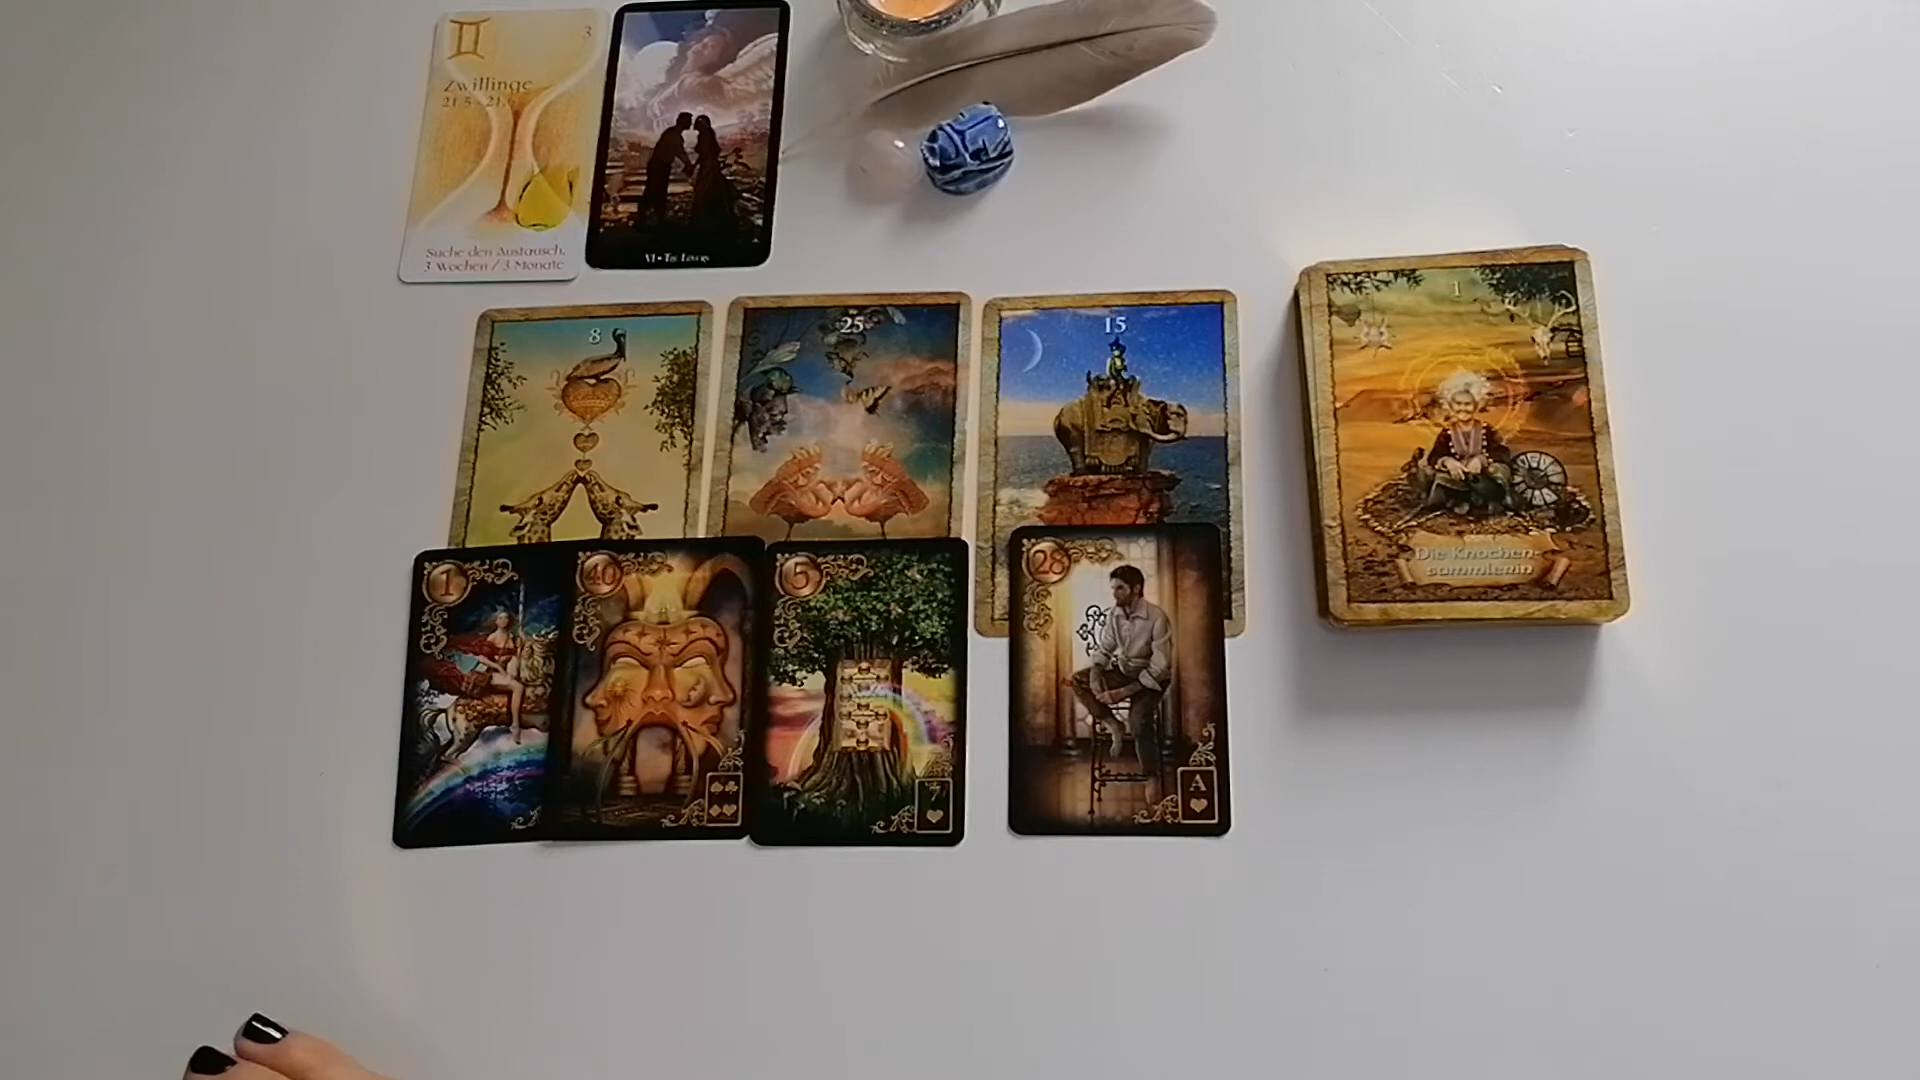 3
Zwillinge
21.5 - 21.6
Suche den Austausch.
3 Wochen / 3 Monate
VI • The Lovers
8
25
15
1
Die Knochen-
sammlerin
1
40
5
7
28
A